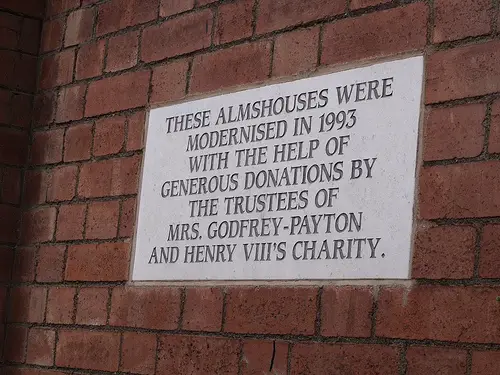 THESE ALMSHOUSES WERE
MODERNISED IN 1993
WITH THE HELP OF
GENEROUS DONATIONS BY
THE TRUSTEES OF
MRS. GODFREY-PAYTON
AND HENRY VIII'S CHARITY.